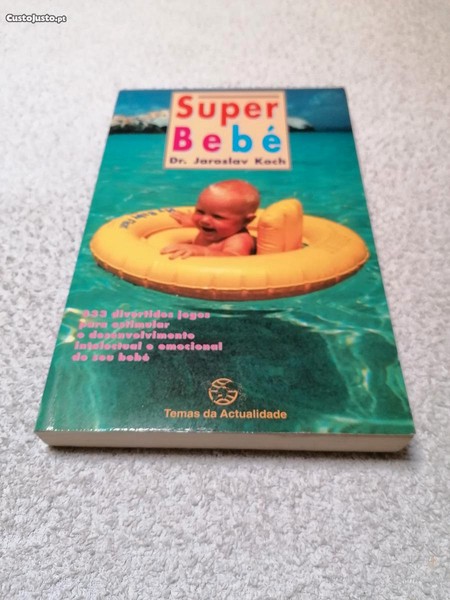 CustoJusto.pt
Super
Bebé
Dr. Jaroslav Koch
333 divertidos jogos
para estimular
o desenvolvimento
intelectual e emocional
do seu bebé
Temas da Actualidade